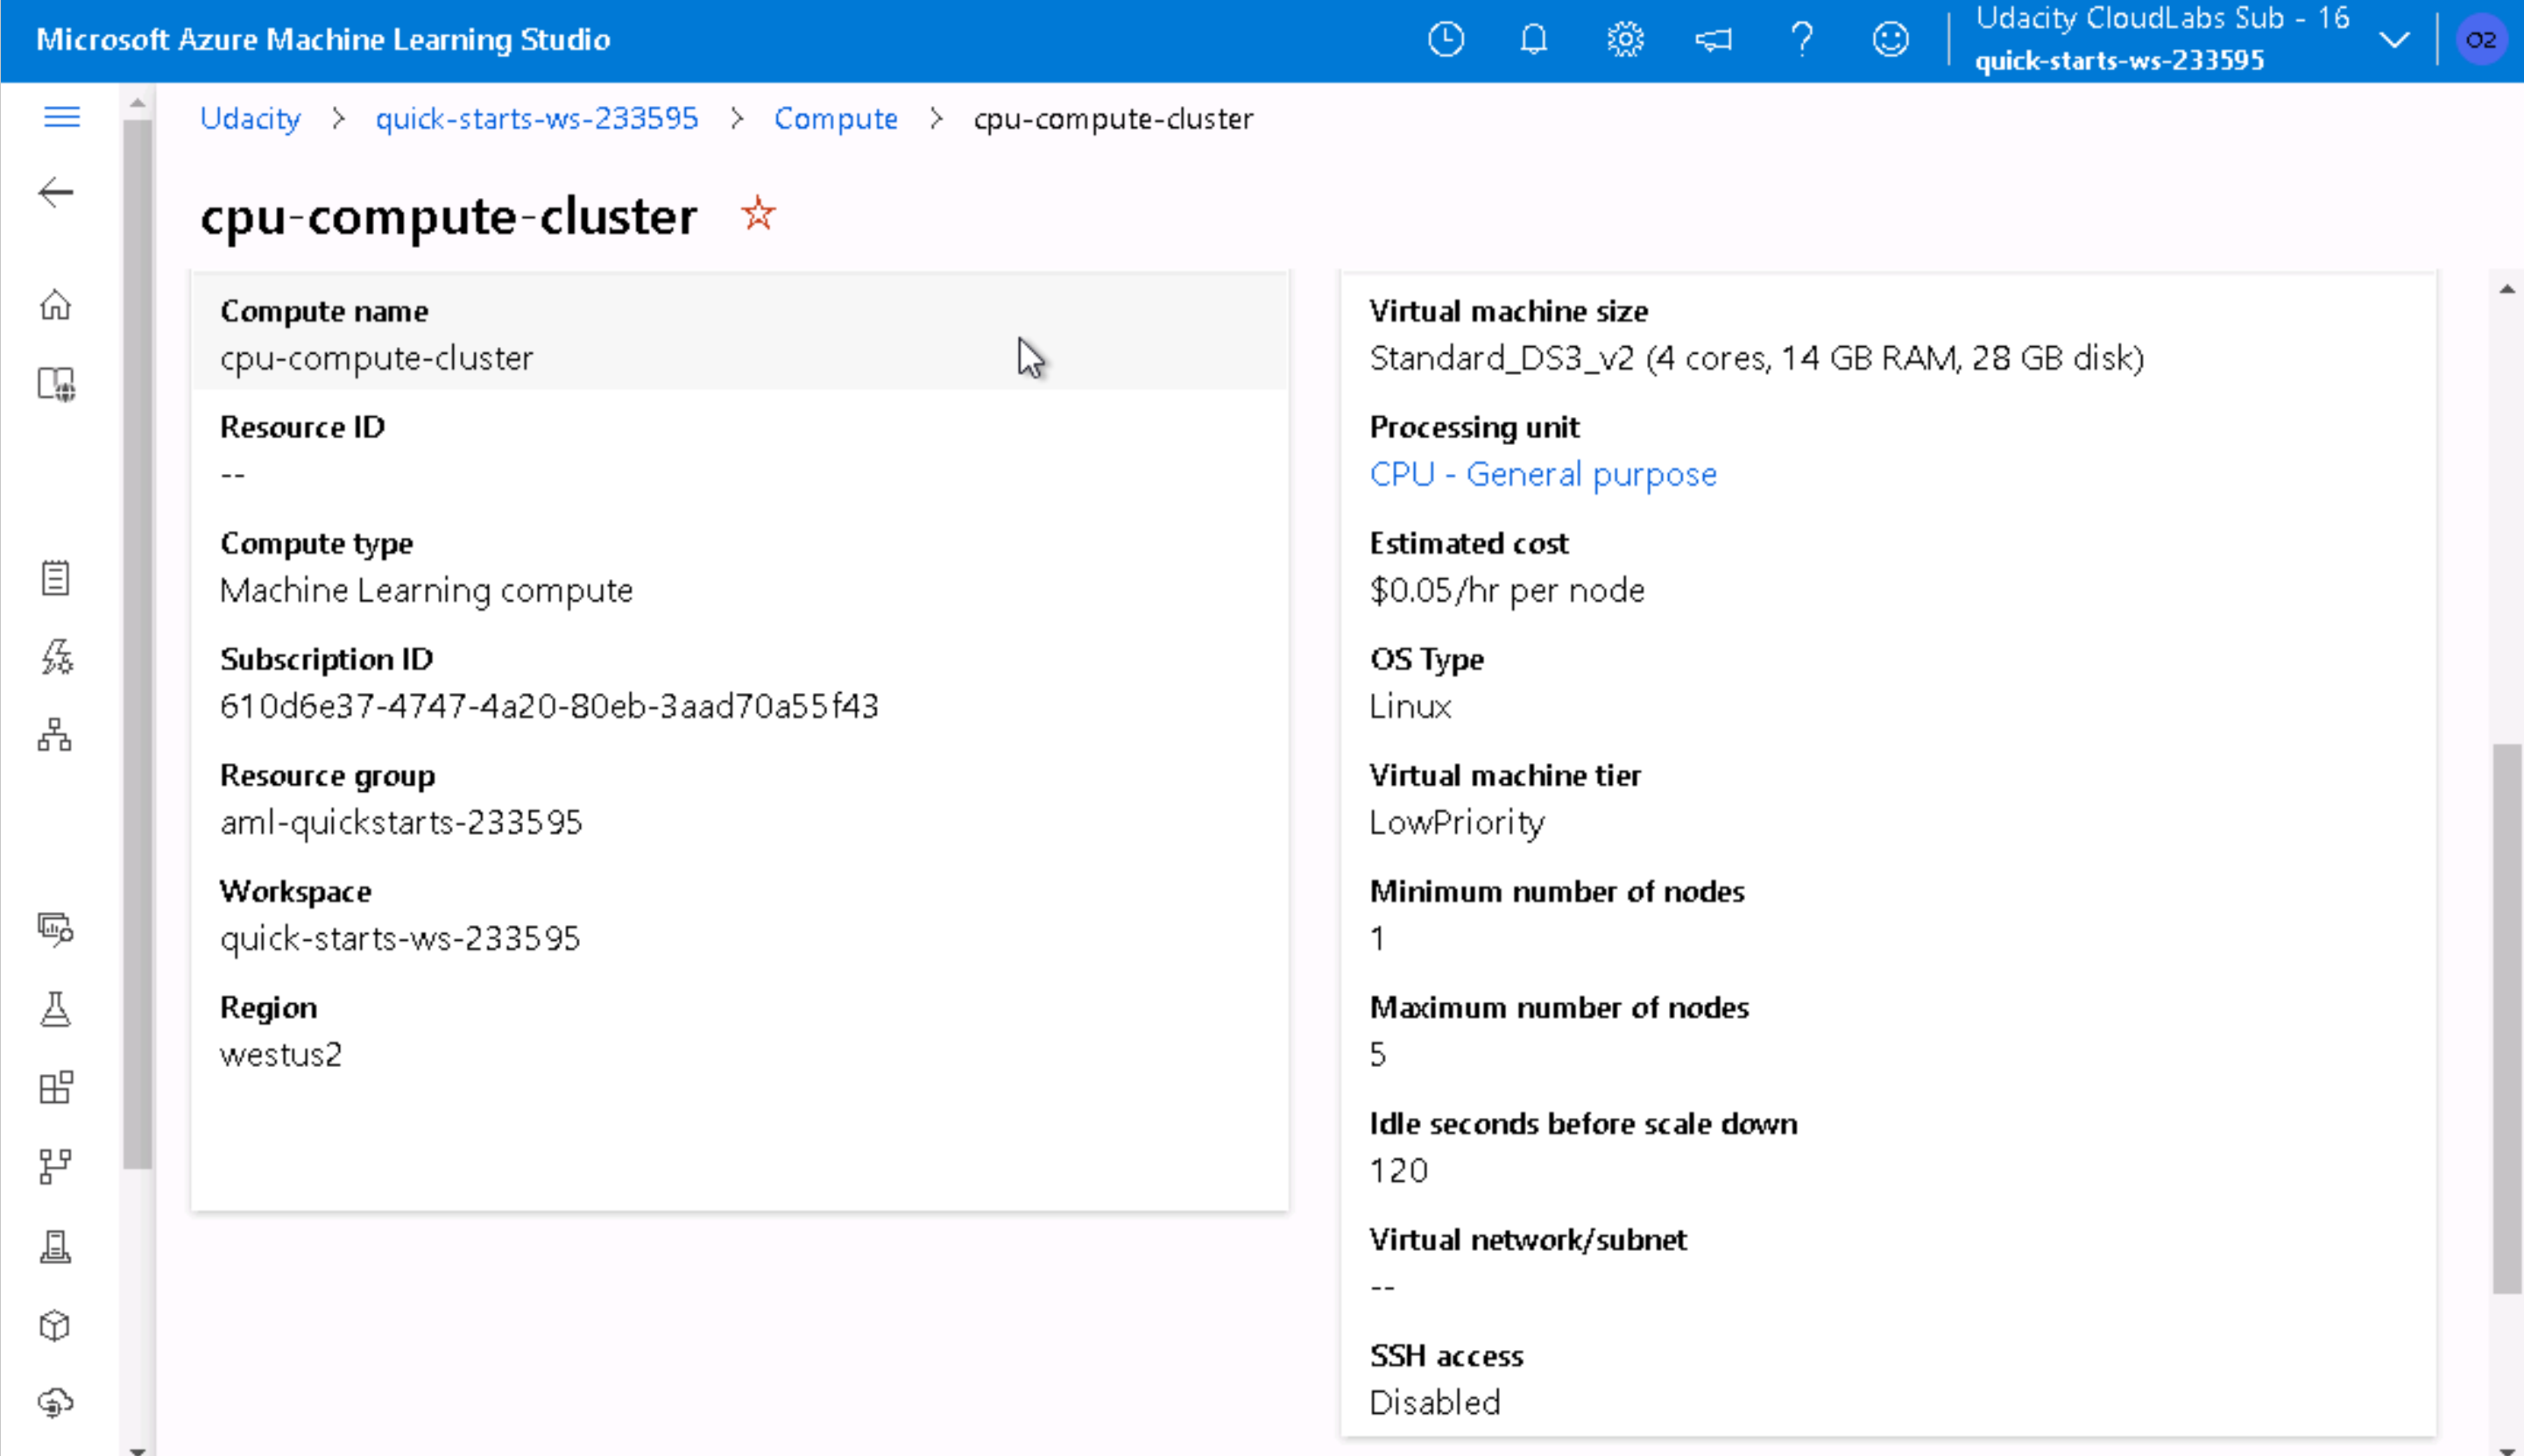 Microsoft Azure Machine Learning Studio
Udacity CloudLabs Sub - 16
quick-starts-ws-233595
O2
Udacity > quick-starts-ws-233595 > Compute > cpu-compute-cluster
cpu-compute-cluster
Compute name
cpu-compute-cluster
Resource ID
--
Compute type
Machine Learning compute
Subscription ID
610d6e37-4747-4a20-80eb-3aad70a55f43
Resource group
aml-quickstarts-233595
Workspace
quick-starts-ws-233595
Region
westus2
Virtual machine size
Standard_DS3_v2 (4 cores, 14 GB RAM, 28 GB disk)
Processing unit
CPU - General purpose
Estimated cost
$0.05/hr per node
OS Type
Linux
Virtual machine tier
LowPriority
Minimum number of nodes
1
Maximum number of nodes
5
Idle seconds before scale down
120
Virtual network/subnet
--
SSH access
Disabled